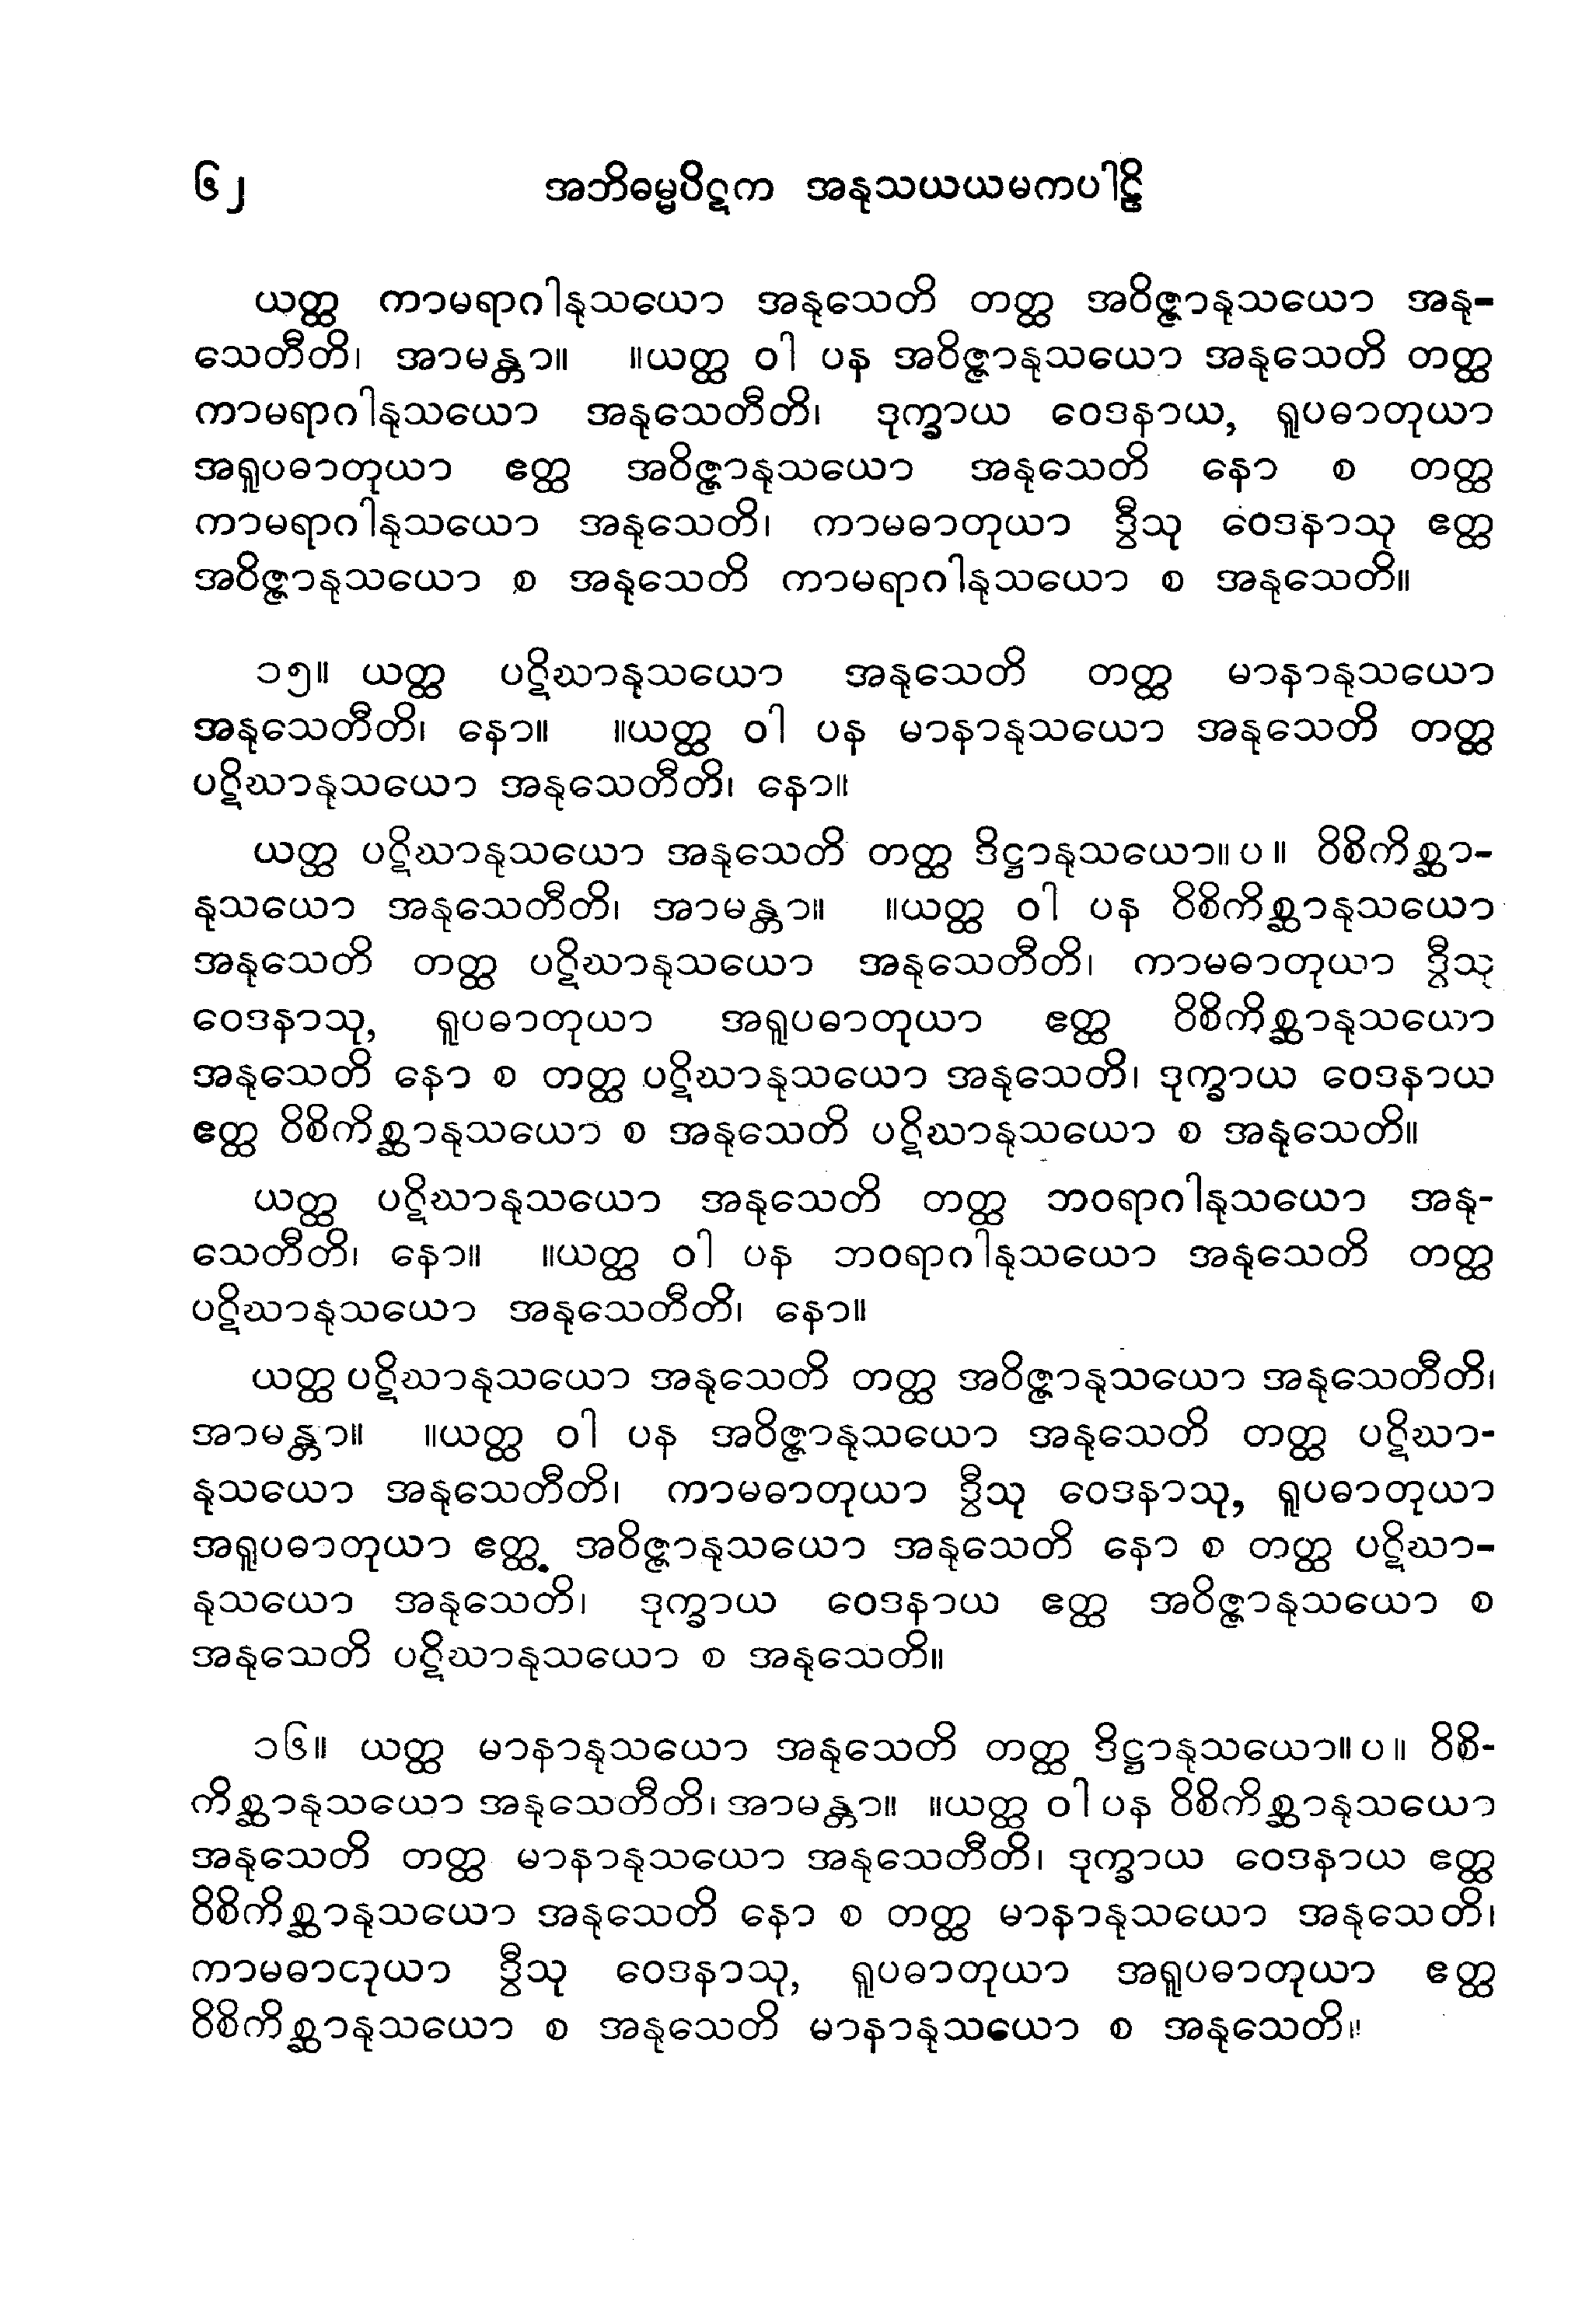 ၆၂ အဘိဓမ္မပိဋက အနုသယယမကပါဠိ
ယတ္ထ ကာမရာဂါနုသယော အနုသေတိ တတ္ထ အဝိဇ္ဇာနုသယော အနု-
သေတီတိ၊ အာမန္တာ။ ။ယတ္ထ ဝါ ပန အဝိဇ္ဇာနုသယော အနုသေတိ တတ္ထ
ကာမရာဂါနုသယော အနုသေတီတိ၊ ဒုက္ခာယ ဝေဒနာယ, ရူပဓာတုယာ
အရူပဓာတုယာ ဧတ္ထ အဝိဇ္ဇာနုသယော အနုသေတိ နော စ တတ္ထ
ကာမရာဂါနုသယော အနုသေတိ၊ ကာမဓာတုယာ ဒွီသု ဝေဒနာသု ဧတ္ထ
အဝိဇ္ဇာနုသယော စ အနုသေတိ ကာမရာဂါနုသယော စ အနုသေတိ။
၁၅။ ယတ္ထ ပဋိဃာနုသယော အနုသေတိ တတ္ထ မာနာနုသယော
အနုသေတီတိ၊ နော။ ။ယတ္ထ ဝါ ပန မာနာနုသယော အနုသေတိ တတ္ထ
ပဋိဃာနုသယော အနုသေတီတိ၊ နော။
ယတ္ထ ပဋိဃာနုသယော အနုသေတိ တတ္ထ ဒိဋ္ဌာနုသယော။ပ။ ဝိစိကိစ္ဆာ-
နုသယော အနုသေတီတိ၊ အာမန္တာ။ ။ယတ္ထ ဝါ ပန ဝိစိကိစ္ဆာနုသယော
အနုသေတိ တတ္ထ ပဋိဃာနုသယော အနုသေတီတိ၊ ကာမဓာတုယာ ဒွီသု
ဝေဒနာသု, ရူပဓာတုယာ အရူပဓာတုယာ ဧတ္ထ ဝိစိကိစ္ဆာနုသယော
အနုသေတိ နော စ တတ္ထ ပဋိဃာနုသယော အနုသေတိ၊ ဒုက္ခာယ ဝေဒနာယ
ဧတ္ထ ဝိစိကိစ္ဆာနုသယော စ အနုသေတိ ပဋိဃာနုသယော စ အနုသေတိ။
ယတ္ထ ပဋိဃာနုသယော အနုသေတိ တတ္ထ ဘဝရာဂါနုသယော အနု-
သေတီတိ၊ နော။ ။ယတ္ထ ဝါ ပန ဘဝရာဂါနုသယော အနုသေတိ တတ္ထ
ပဋိဃာနုသယော အနုသေတီတိ၊ နော။
ယတ္ထ ပဋိဃာနုသယော အနုသေတိ တတ္ထ အဝိဇ္ဇာနုသယော အနုသေတီတိ၊
အာမန္တာ။ ။ယတ္ထ ဝါ ပန အဝိဇ္ဇာနုသယော အနုသေတိ တတ္ထ ပဋိဃာ-
နုသယော အနုသေတီတိ၊ ကာမဓာတုယာ ဒွီသု ဝေဒနာသု, ရူပဓာတုယာ
အရူပဓာတုယာ ဧတ္ထ အဝိဇ္ဇာနုသယော အနုသေတိ နော စ တတ္ထ ပဋိဃာ-
နုသယော အနုသေတိ၊ ဒုက္ခာယ ဝေဒနာယ ဧတ္ထ အဝိဇ္ဇာနုသယော စ
အနုသေတိ ပဋိဃာနုသယော စ အနုသေတိ။
၁၆။ ယတ္ထ မာနာနုသယော အနုသေတိ တတ္ထ ဒိဋ္ဌာနုသယော။ပ။ ဝိစိ-
ကိစ္ဆာနုသယော အနုသေတီတိ၊ အာမန္တာ။ ။ယတ္ထ ဝါ ပန ဝိစိကိစ္ဆာနုသယော
အနုသေတိ တတ္ထ မာနာနုသယော အနုသေတီတိ၊ ဒုက္ခာယ ဝေဒနာယ ဧတ္ထ
ဝိစိကိစ္ဆာနုသယော အနုသေတိ နော စ တတ္ထ မာနာနုသယော အနုသေတိ၊
ကာမဓာတုယာ ဒွီသု ဝေဒနာသု, ရူပဓာတုယာ အရူပဓာတုယာ ဧတ္ထ
ဝိစိကိစ္ဆာနုသယော စ အနုသေတိ မာနာနုသယော စ အနုသေတိ။